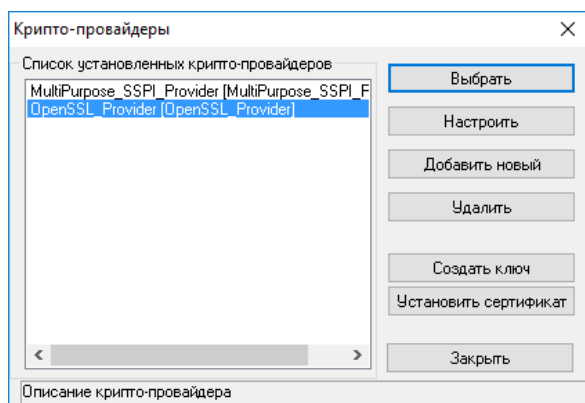 Крипто-провайдеры
Список установленных крипто-провайдеров
MultiPurpose_SSPI_Provider [MultiPurpose_SSPI_F
OpenSSL_Provider [OpenSSL_Provider]
Выбрать
Настроить
Добавить новый
Удалить
Создать ключ
Установить сертификат
Закрыть
Описание крипто-провайдера